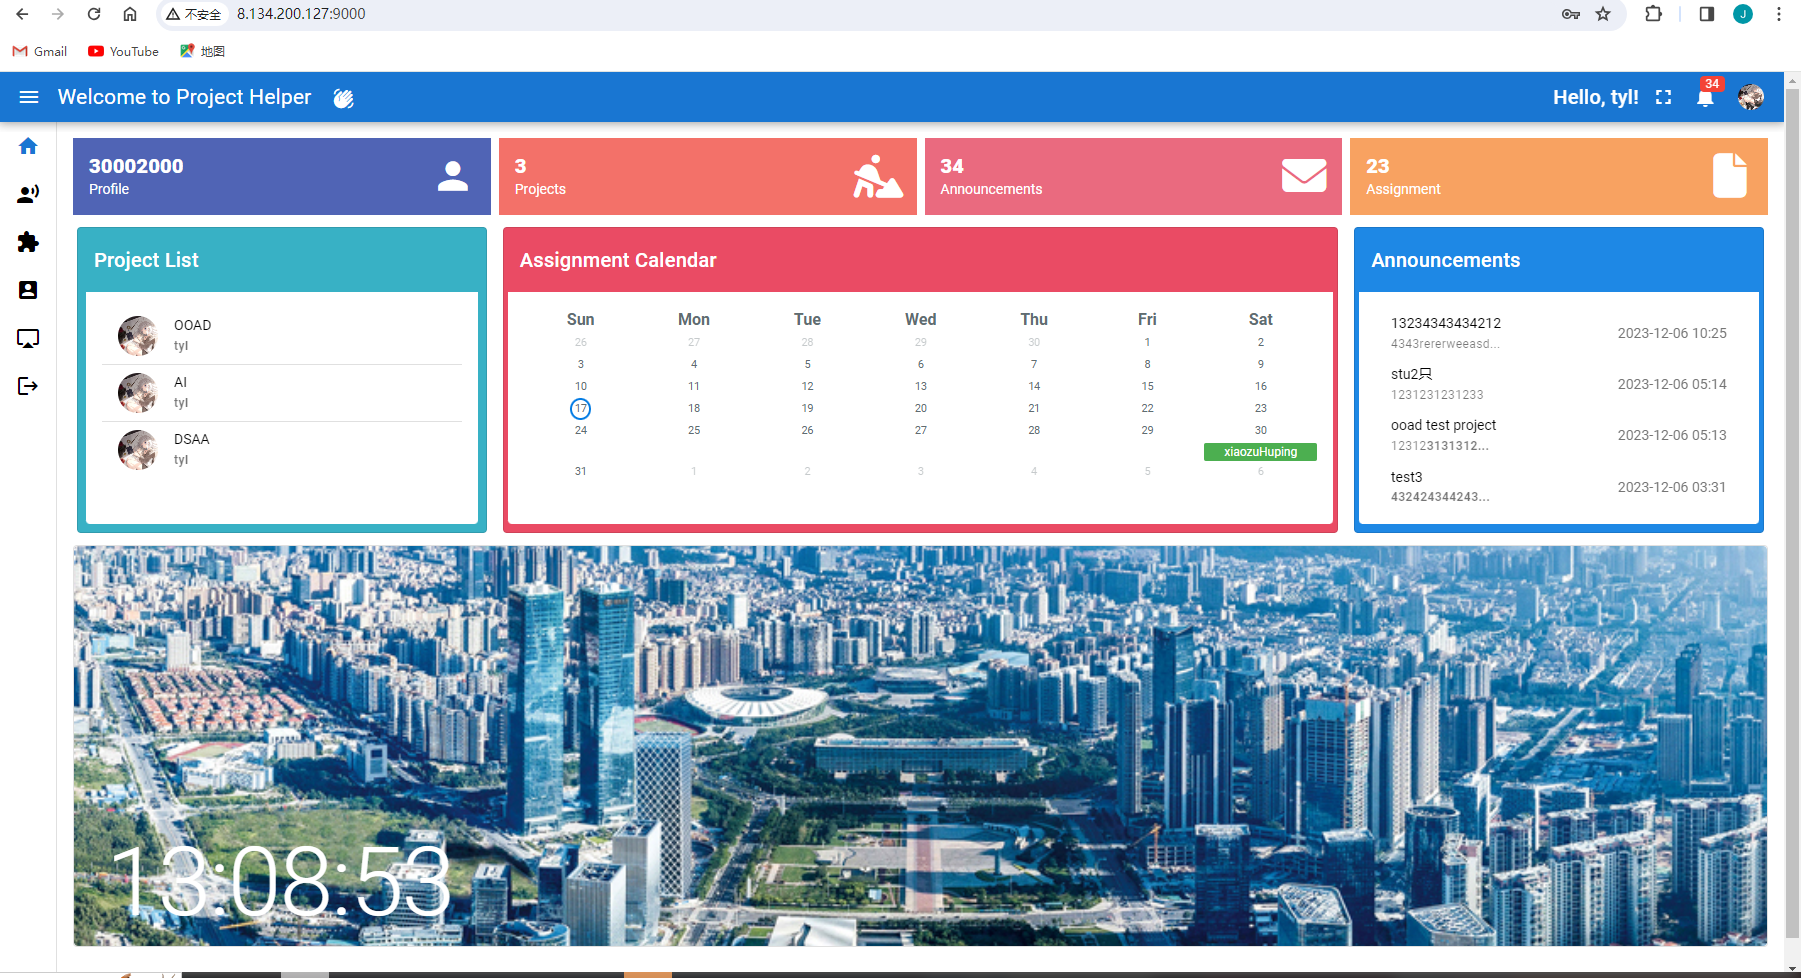 不安全 8.134.200.127:9000 J
Gmail YouTube 地图
Welcome to Project Helper Hello, tyl! 34
30002000
Profile
3
Projects
34
Announcements
23
Assignment
Project List
OOAD
tyl
AI
tyl
DSAA
tyl
Assignment Calendar
Sun Mon Tue Wed Thu Fri Sat
26 27 28 29 30 1 2
3 4 5 6 7 8 9
10 11 12 13 14 15 16
17 18 19 20 21 22 23
24 25 26 27 28 29 30
xiaozuHuping
31 1 2 3 4 5 6
Announcements
13234343434212
4343rererweeasd...
2023-12-06 10:25
stu2只
1231231231233
2023-12-06 05:14
ooad test project
123123131312...
2023-12-06 05:13
test3
432424344243...
2023-12-06 03:31
13:08:53